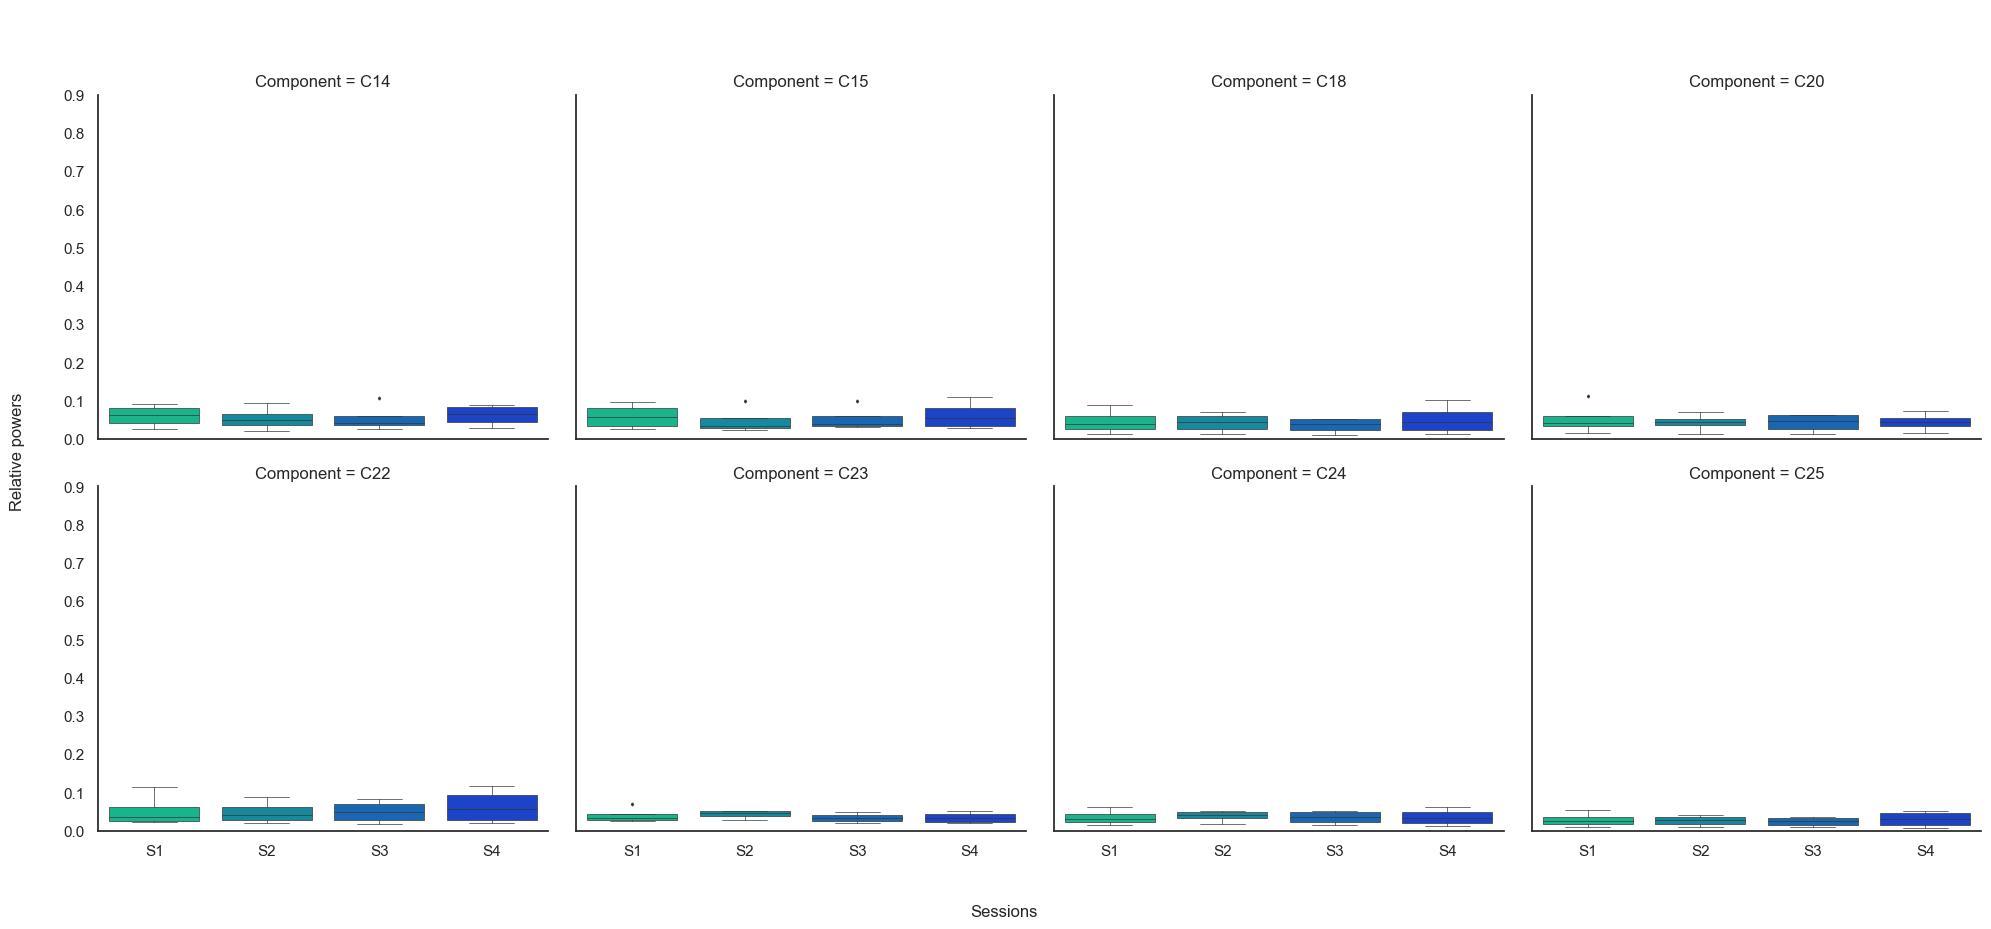 Component = C14
Component = C15
Component = C18
Component = C20
0.9
0.8
0.7
0.6
0.5
0.4
0.3
0.2
0.1
0.0
Relative powers
Component = C22
Component = C23
Component = C24
Component = C25
0.9
0.8
0.7
0.6
0.5
0.4
0.3
0.2
0.1
0.0
S1 S2 S3 S4 S1 S2 S3 S4 S1 S2 S3 S4 S1 S2 S3 S4
Sessions